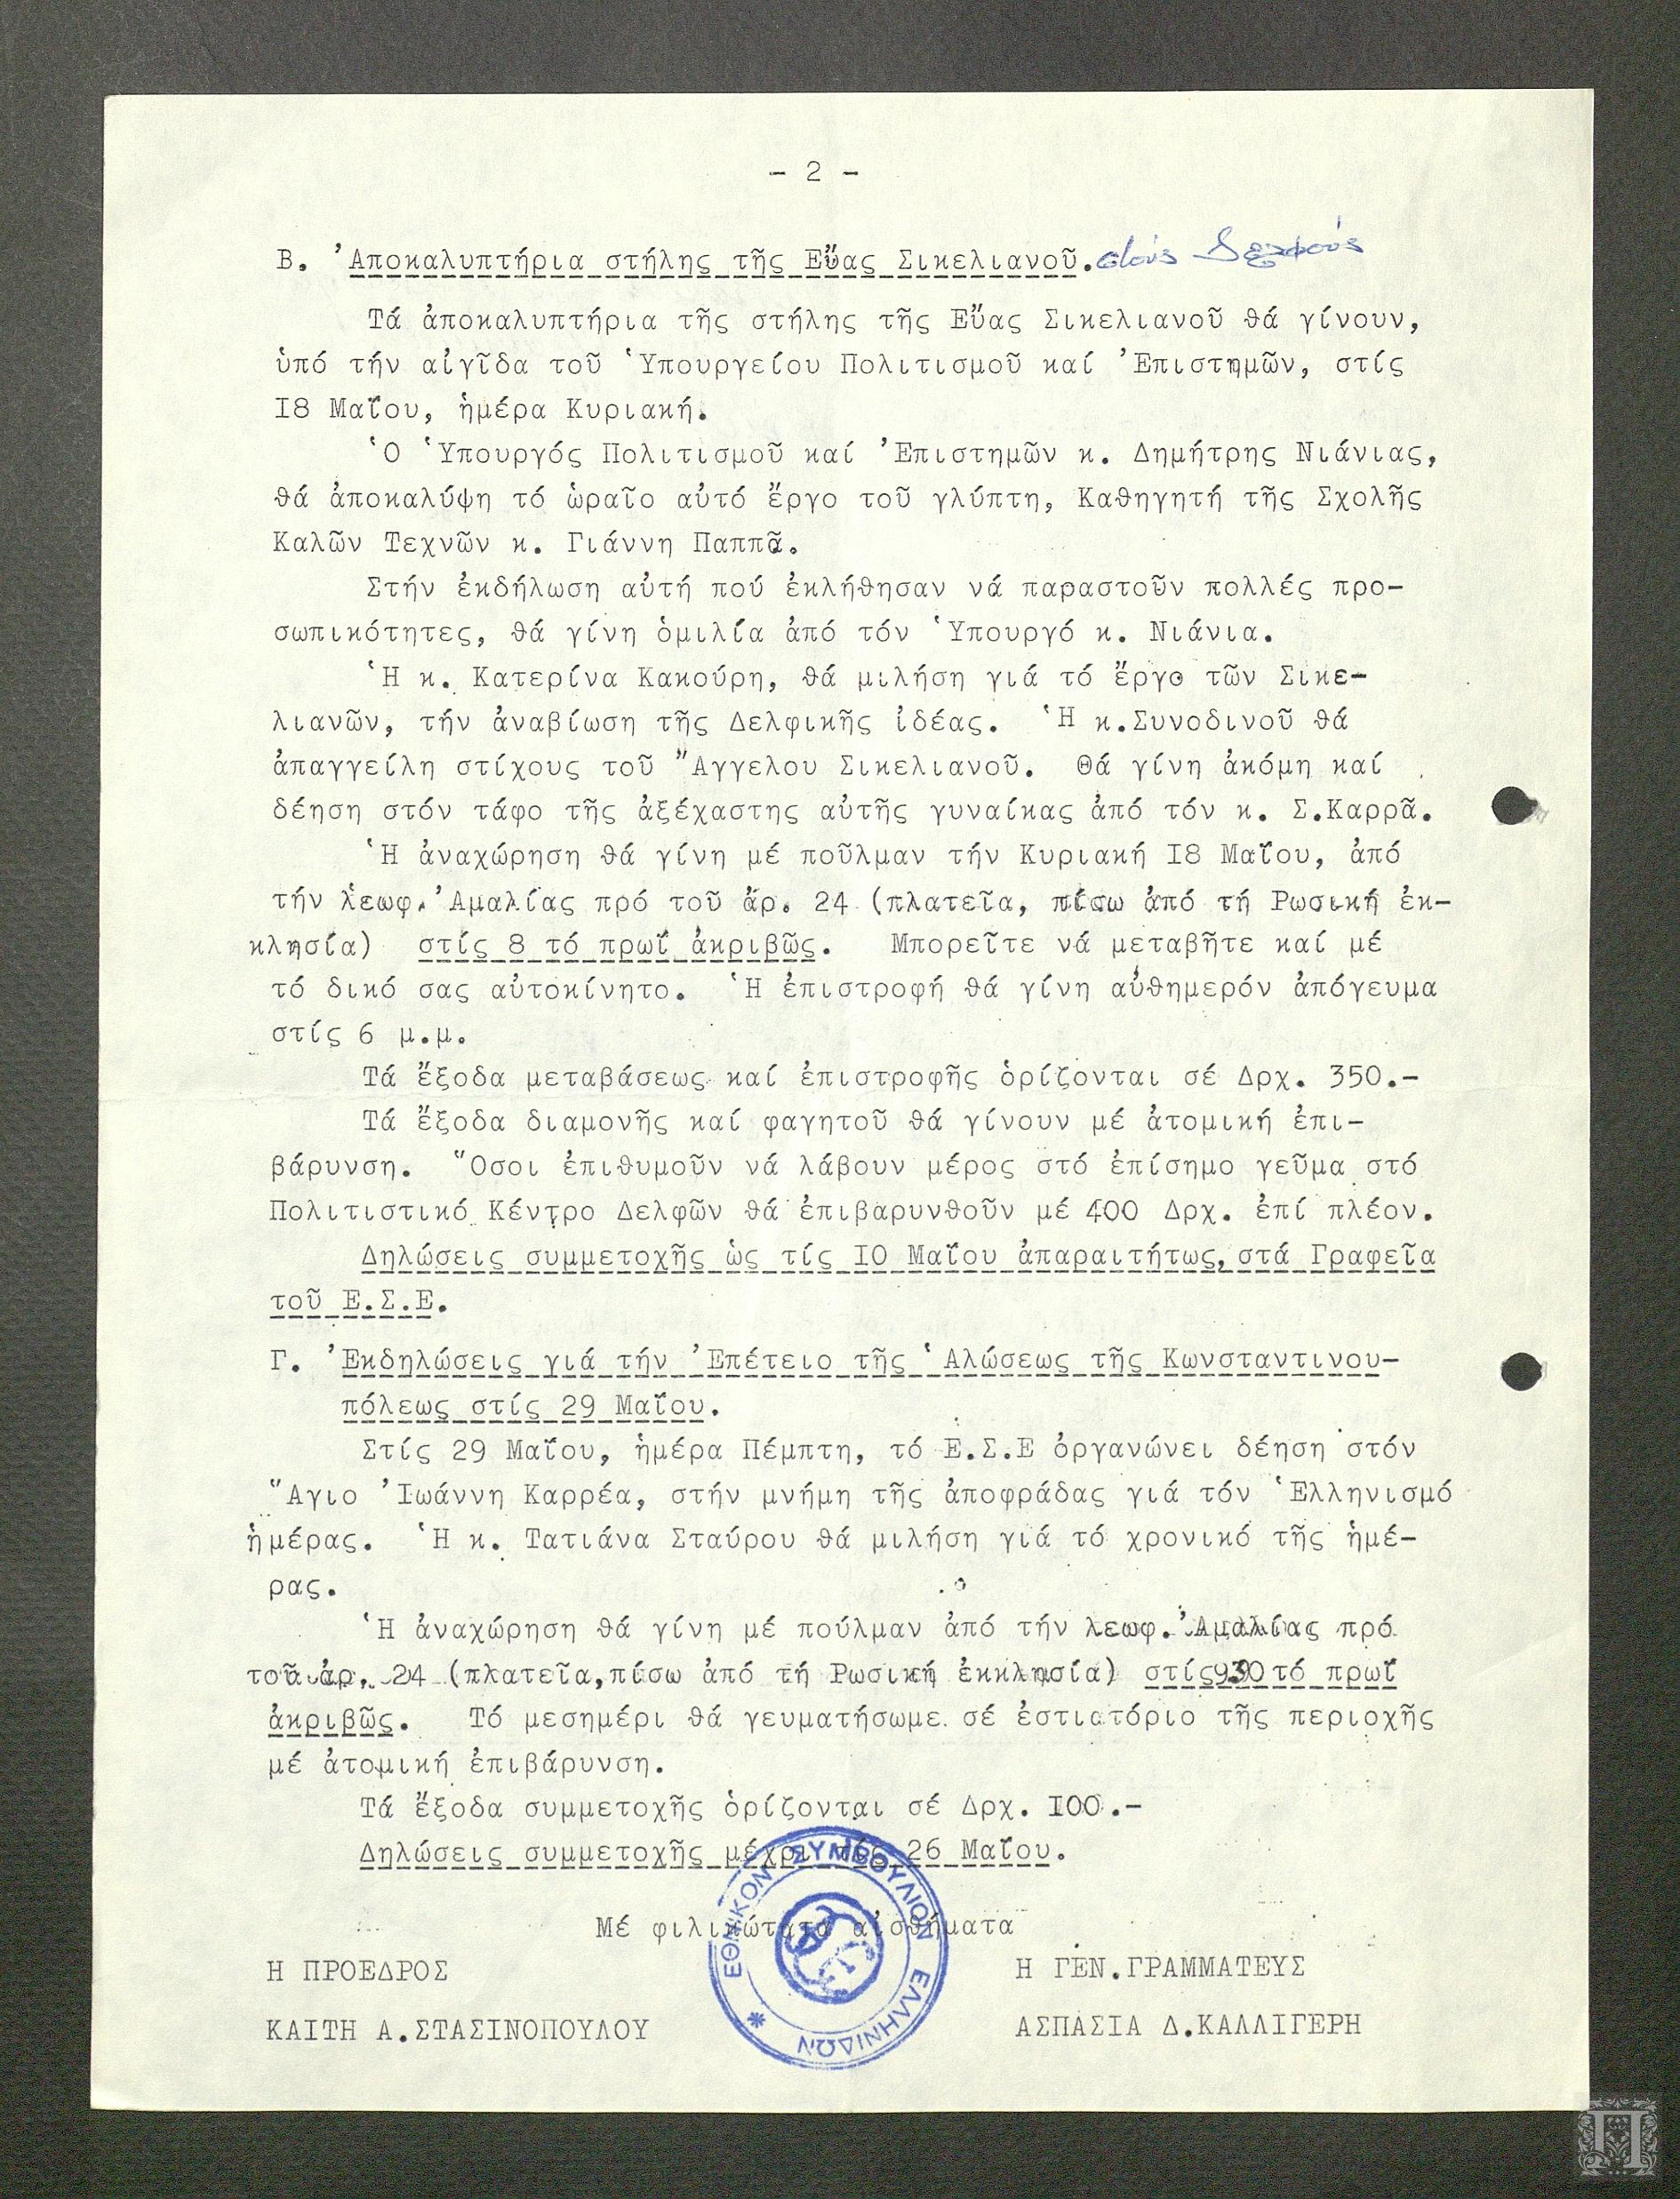 - 2 -
Β. Ἀποκαλυπτήρια στήλης τῆς Εὔας Σικελιανοῦ. στούς Δελφούς
Τά ἀποκαλυπτήρια τῆς στήλης τῆς Εὔας Σικελιανοῦ θά γίνουν,
ὑπό τήν αἰγῖδα τοῦ Ὑπουργείου Πολιτισμοῦ καί Ἐπιστημῶν, στίς
18 Μαΐου, ἡμέρα Κυριακή.
Ὁ Ὑπουργός Πολιτισμοῦ καί Ἐπιστημῶν κ. Δημήτρης Νιάνιας,
θά ἀποκαλύψη τό ὡραῖο αὐτό ἔργο τοῦ γλύπτη, Καθηγητή τῆς Σχολῆς
Καλῶν Τεχνῶν κ. Γιάννη Παππᾶ.
Στήν ἐκδήλωση αὐτή πού ἐκλήθησαν νά παραστοῦν πολλές προ-
σωπικότητες, θά γίνη ὁμιλία ἀπό τόν Ὑπουργό κ. Νιάνια.
Ἡ κ. Κατερίνα Κακούρη, θά μιλήση γιά τό ἔργο τῶν Σικε-
λιανῶν, τήν ἀναβίωση τῆς Δελφικῆς ἰδέας. Ἡ κ.Συνοδινοῦ θά
ἀπαγγείλη στίχους τοῦ Ἄγγελου Σικελιανοῦ. Θά γίνη ἀκόμη καί
δέηση στόν τάφο τῆς ἀξέχαστης αὐτῆς γυναίκας ἀπό τόν κ. Σ.Καρρᾶ.
Ἡ ἀναχώρηση θά γίνη μέ ποῦλμαν τήν Κυριακή 18 Μαΐου, ἀπό
τήν λεωφ. Ἀμαλίας πρό τοῦ ἀρ. 24 (πλατεῖα, πίσω ἀπό τή Ρωσική ἐκ-
κλησία) στίς 8 τό πρωΐ ἀκριβῶς. Μπορεῖτε νά μεταβῆτε καί μέ
τό δικό σας αὐτοκίνητο. Ἡ ἐπιστροφή θά γίνη αὐθημερόν ἀπόγευμα
στίς 6 μ.μ.
Τά ἔξοδα μεταβάσεως καί ἐπιστροφῆς ὁρίζονται σέ Δρχ. 350.-
Τά ἔξοδα διαμονῆς καί φαγητοῦ θά γίνουν μέ ἀτομική ἐπι-
βάρυνση. Ὅσοι ἐπιθυμοῦν νά λάβουν μέρος στό ἐπίσημο γεῦμα στό
Πολιτιστικό Κέντρο Δελφῶν θά ἐπιβαρυνθοῦν μέ 400 Δρχ. ἐπί πλέον.
Δηλώσεις συμμετοχῆς ὡς τίς 10 Μαΐου ἀπαραιτήτως, στά Γραφεῖα
τοῦ Ε.Σ.Ε.
Γ. Ἐκδηλώσεις γιά τήν Ἐπέτειο τῆς Ἁλώσεως τῆς Κωνσταντινου-
πόλεως στίς 29 Μαΐου.
Στίς 29 Μαΐου, ἡμέρα Πέμπτη, τό Ε.Σ.Ε ὀργανώνει δέηση στόν
Ἅγιο Ἰωάννη Καρρέα, στήν μνήμη τῆς ἀποφράδας γιά τόν Ἑλληνισμό
ἡμέρας. Ἡ κ. Τατιάνα Σταύρου θά μιλήση γιά τό χρονικό τῆς ἡμέ-
ρας.
Ἡ ἀναχώρηση θά γίνη μέ πούλμαν ἀπό τήν λεωφ. Ἀμαλίας πρό
τοῦ ἀρ. 24 (πλατεῖα,πίσω ἀπό τή Ρωσική ἐκκλησία) στίς 9.30 τό πρωΐ
ἀκριβῶς. Τό μεσημέρι θά γευματήσωμε σέ ἑστιατόριο τῆς περιοχῆς
μέ ἀτομική ἐπιβάρυνση.
Τά ἔξοδα συμμετοχῆς ὁρίζονται σέ Δρχ. 100.-
Δηλώσεις συμμετοχῆς μέχρι τίς 26 Μαΐου.
Μέ φιλικώτατα αἰσθήματα
Η ΠΡΟΕΔΡΟΣ
Η ΓΕΝ.ΓΡΑΜΜΑΤΕΥΣ
ΚΑΙΤΗ Α.ΣΤΑΣΙΝΟΠΟΥΛΟΥ
ΑΣΠΑΣΙΑ Δ.ΚΑΛΛΙΓΕΡΗ
ΕΘΝΙΚΟΝ ΣΥΜΒΟΥΛΙΟΝ ΕΛΛΗΝΙΔΩΝ *
Π